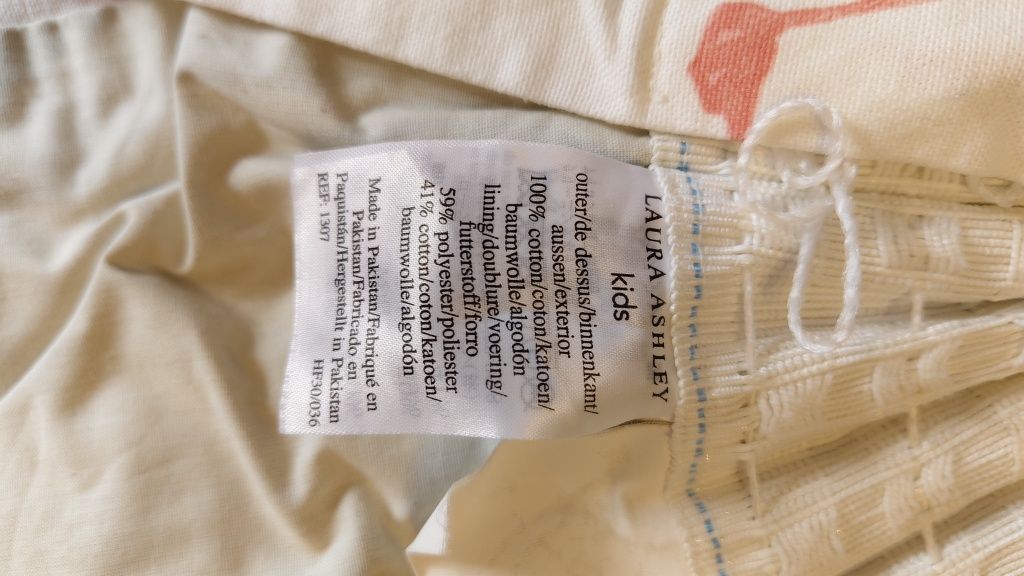 LAURA ASHLEY
kids
outer/de dessus/binnenkant/
aussen/exterior
100% cotton/coton/katoen/
baumwolle/algodón
lining/doublure/voering/
futterstoff/forro
59% polyester/poliester
41% cotton/coton/katoen/
baumwolle/algodón
Made in Pakistan/Fabriqué en
Pakistan/Fabricado en
Paquistán/Hergestellt in Pakistan
REF: 1307 HF30/036